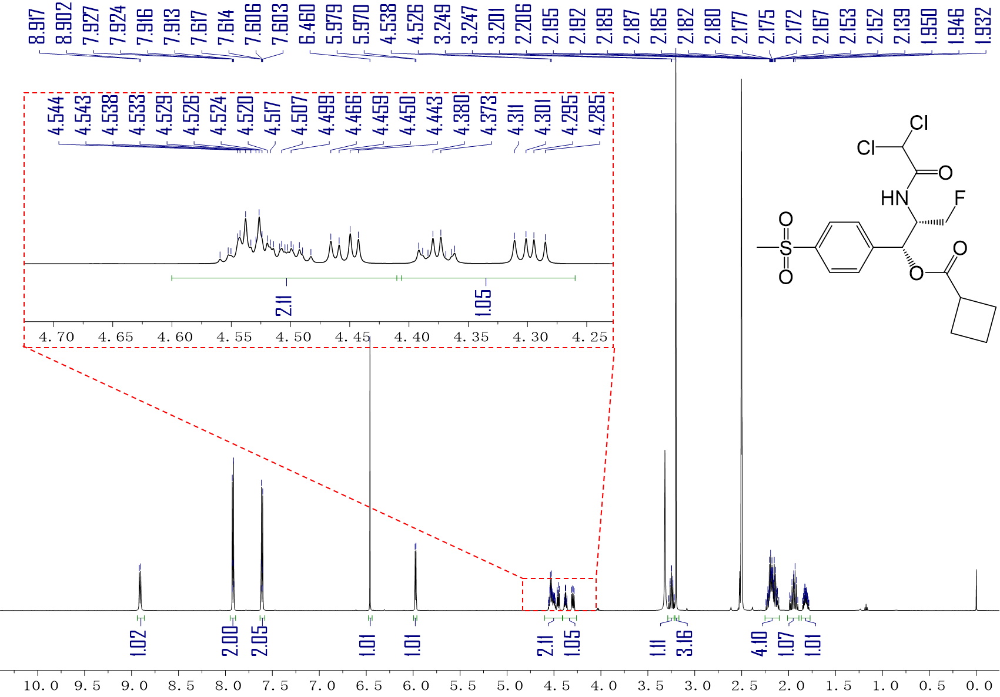 8.917 8.902 7.927 7.924 7.916 7.913 7.617 7.614 7.606 7.603 6.460 5.979 5.970 4.538 4.526 3.249 3.247 3.201 2.206 2.195 2.192 2.189 2.187 2.185 2.182 2.180 2.177 2.175 2.172 2.167 2.153 2.152 2.139 1.950 1.946 1.932
4.544 4.543 4.538 4.533 4.529 4.526 4.524 4.520 4.517 4.507 4.499 4.466 4.459 4.450 4.443 4.380 4.373 4.311 4.301 4.295 4.285
2.11 1.05
4.70 4.65 4.60 4.55 4.50 4.45 4.40 4.35 4.30 4.25
Cl
Cl
O
HN F
O
S
O
O
O
1.02 2.00 2.05 1.01 1.01 2.11 1.05 1.11 3.16 4.10 1.07 1.01
10.0 9.5 9.0 8.5 8.0 7.5 7.0 6.5 6.0 5.5 5.0 4.5 4.0 3.5 3.0 2.5 2.0 1.5 1.0 0.5 0.0